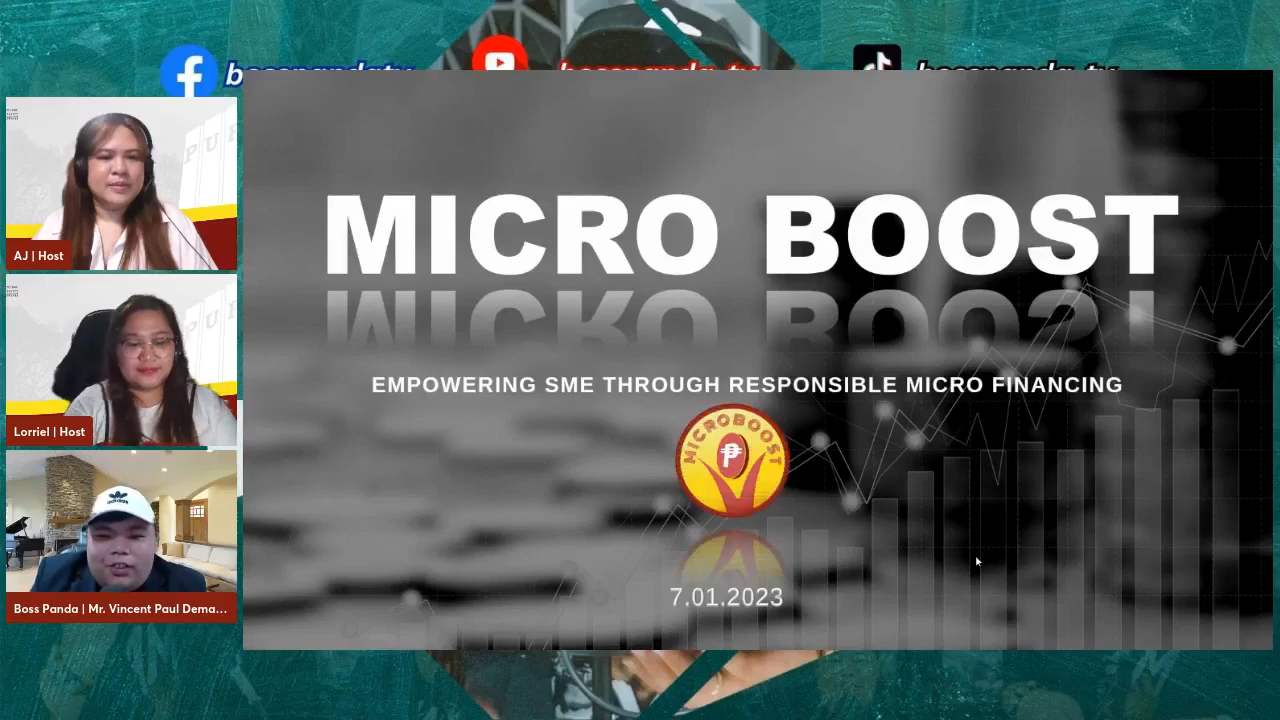 MICRO BOOST
EMPOWERING SME THROUGH RESPONSIBLE MICRO FINANCING
MICROBOOST
7.01.2023
AJ | Host
Lorriel | Host
Boss Panda | Mr. Vincent Paul Dema...